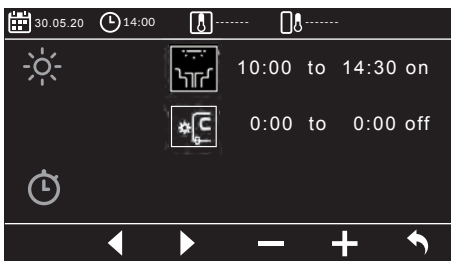 30.05.20 14:00 ------- ------
10:00 to 14:30 on
0:00 to 0:00 off